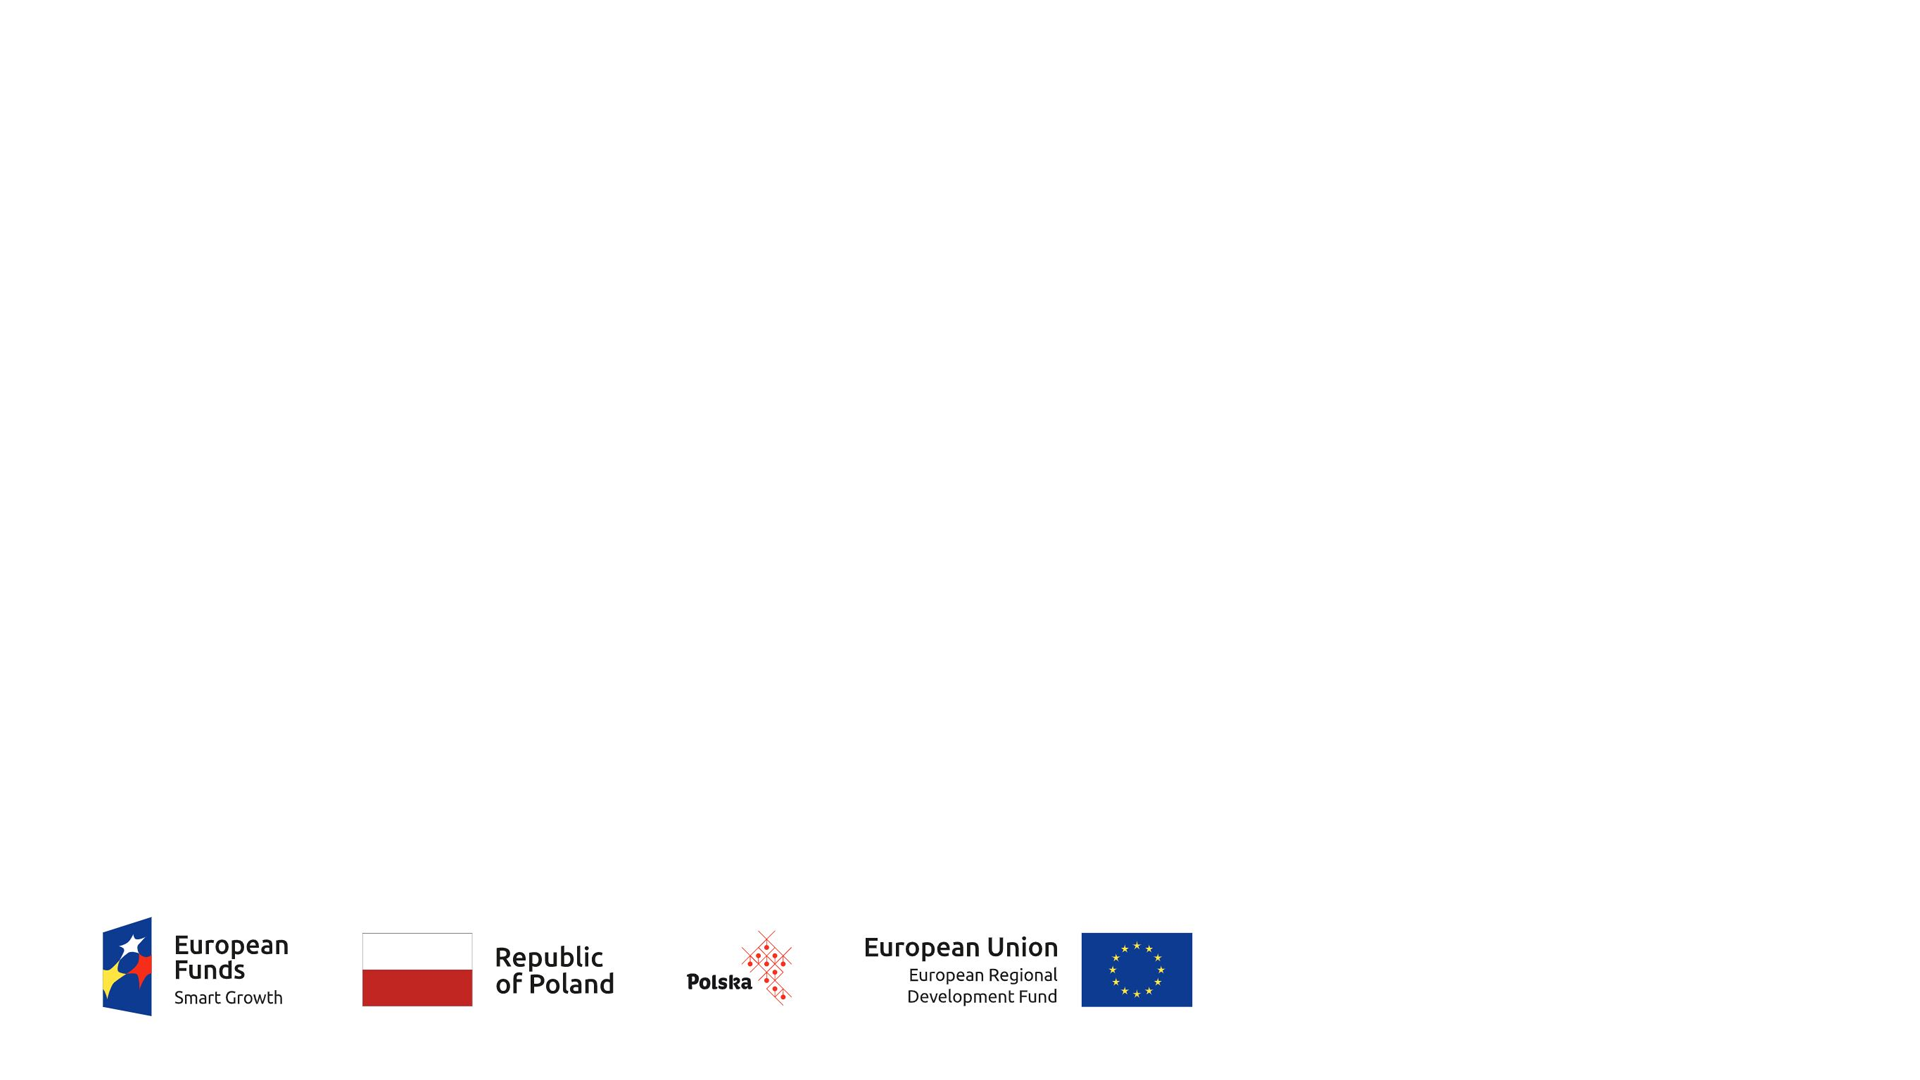 European
Funds
Smart Growth
Republic
of Poland
Polska
European Union
European Regional
Development Fund